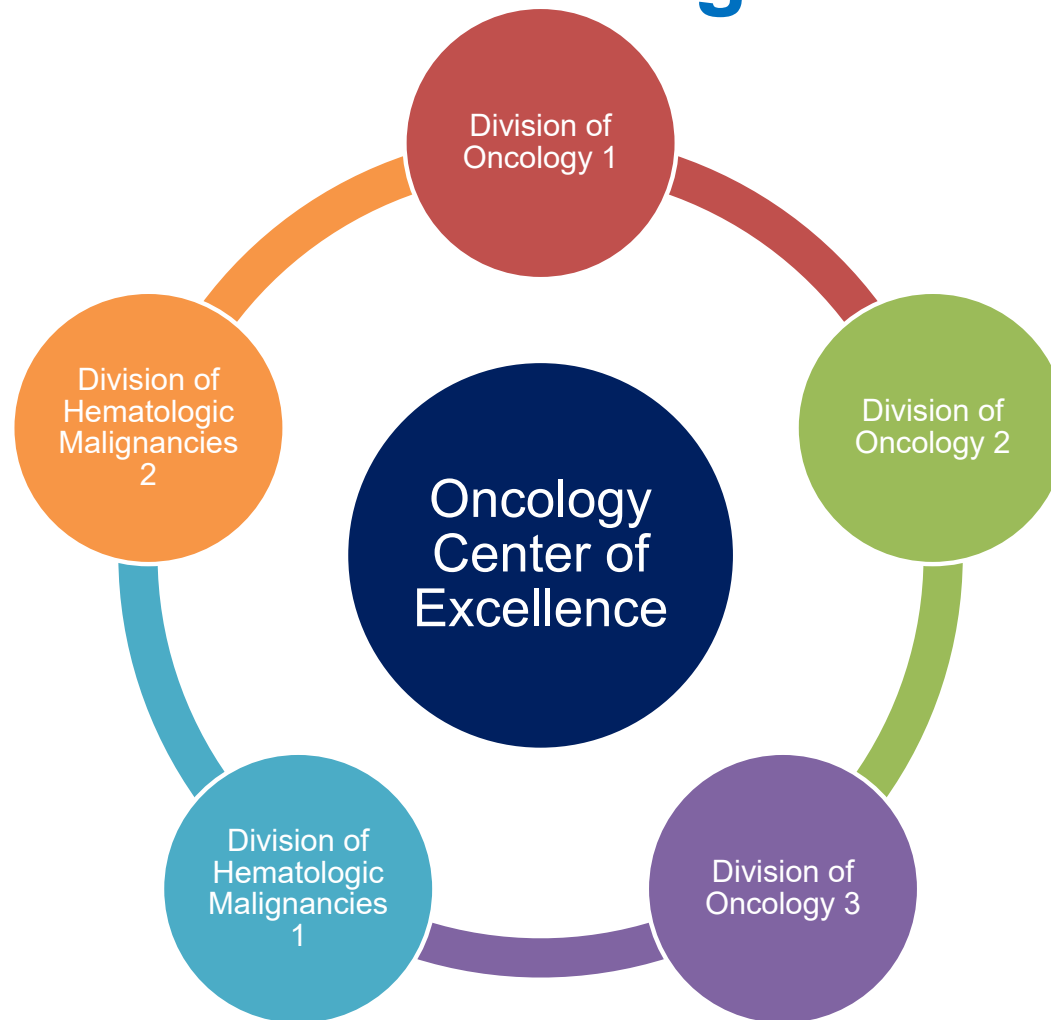 Division of
Oncology 1
Division of
Oncology 2
Division of
Oncology 3
Division of
Hematologic
Malignancies
1
Division of
Hematologic
Malignancies
2
Oncology
Center of
Excellence